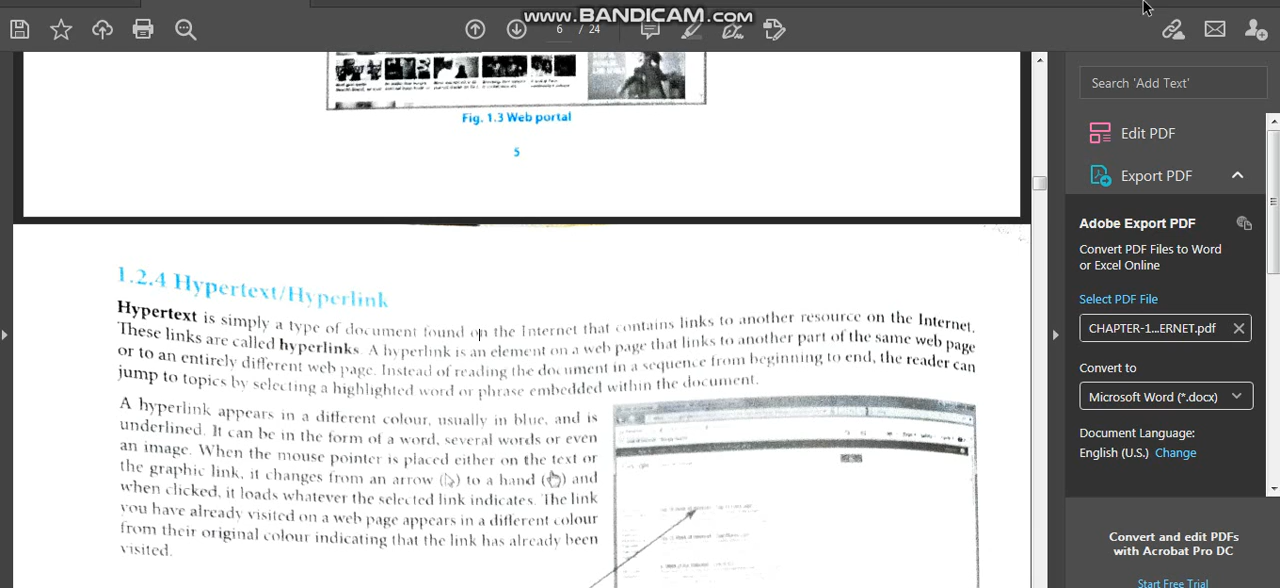 www.BANDICAM.com
6 / 24
Search 'Add Text'
Edit PDF
Export PDF
Adobe Export PDF
Convert PDF Files to Word
or Excel Online
Select PDF File
CHAPTER-1...ERNET.pdf
Convert to
Microsoft Word (*.docx)
Document Language:
English (U.S.) Change
Convert and edit PDFs
with Acrobat Pro DC
Start Free Trial
Fig. 1.3 Web portal
5
1.2.4 Hypertext/Hyperlink
Hypertext is simply a type of document found on the Internet that contains links to another resource on the Internet.
These links are called hyperlinks. A hyperlink is an element on a web page that links to another part of the same web page
or to an entirely different web page. Instead of reading the document in a sequence from beginning to end, the reader can
jump to topics by selecting a highlighted word or phrase embedded within the document.
A hyperlink appears in a different colour, usually in blue, and is
underlined. It can be in the form of a word, several words or even
an image. When the mouse pointer is placed either on the text or
the graphic link, it changes from an arrow ( ) to a hand ( ) and
when clicked, it loads whatever the selected link indicates. The link
you have already visited on a web page appears in a different colour
from their original colour indicating that the link has already been
visited.